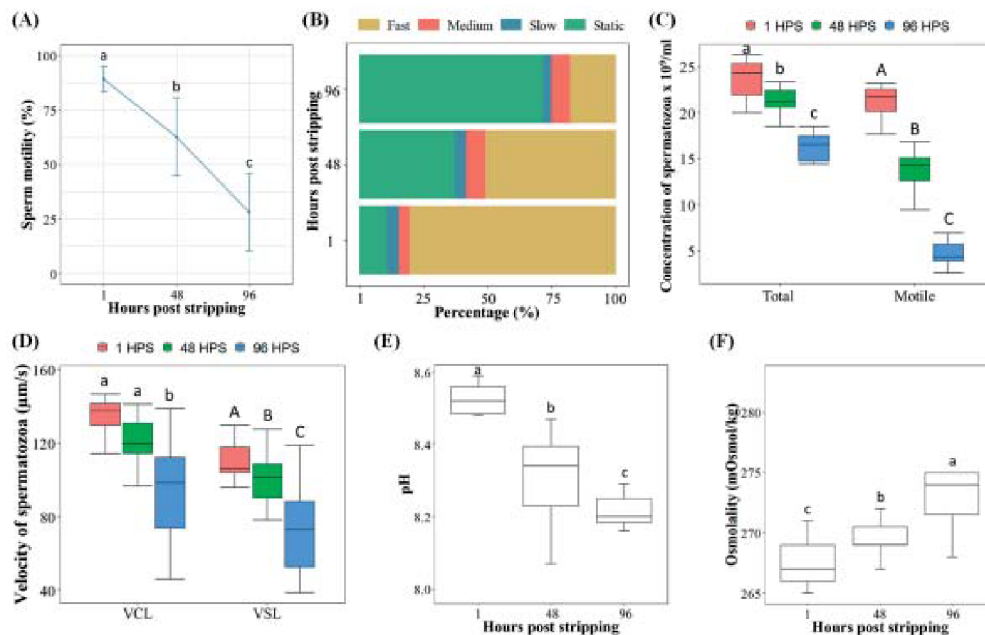 (A)
a
b
c
Sperm motility (%)
100
75
50
25
0
1 48 96
Hours post stripping
(B)
Fast Medium Slow Static
Hours post stripping
96
48
1
1 25 50 75 100
Percentage (%)
(C)
1 HPS 48 HPS 96 HPS
Concentration of spermatozoa x 10⁹/ml
25
20
15
10
5
a
b
c
A
B
C
Total Motile
(D)
1 HPS 48 HPS 96 HPS
Velocity of spermatozoa (µm/s)
160
120
80
40
a
a
b
A
B
C
VCL VSL
(E)
pH
8.6
8.4
8.2
8.0
a
b
c
1 48 96
Hours post stripping
(F)
Osmolality (mOsmol/kg)
280
275
270
265
c
b
a
1 48 96
Hours post stripping